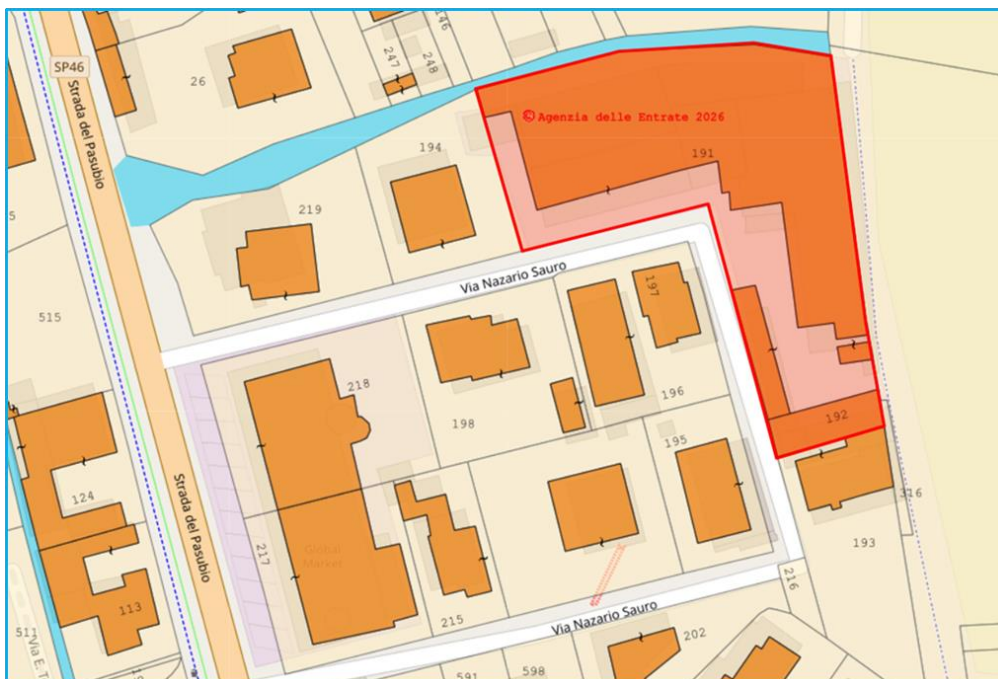 SP46
Strada del Pasubio
26
247
248
146
© Agenzia delle Entrate 2026
191
194
219
Via Nazario Sauro
515
218
198
197
196
195
192
316
193
124
217
Global
Market
Strada del Pasubio
215
216
Via Nazario Sauro
113
511
Via E. T
202
591
598